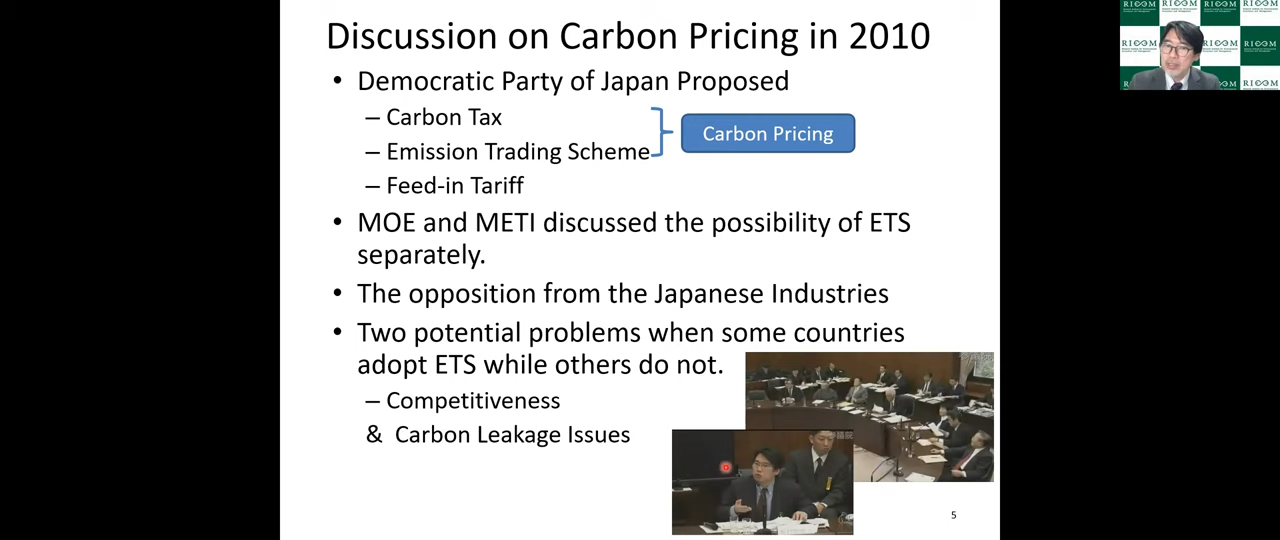 Discussion on Carbon Pricing in 2010
• Democratic Party of Japan Proposed
– Carbon Tax
– Emission Trading Scheme
Carbon Pricing
– Feed-in Tariff
• MOE and METI discussed the possibility of ETS
separately.
• The opposition from the Japanese Industries
• Two potential problems when some countries
adopt ETS while others do not.
– Competitiveness
& Carbon Leakage Issues
5